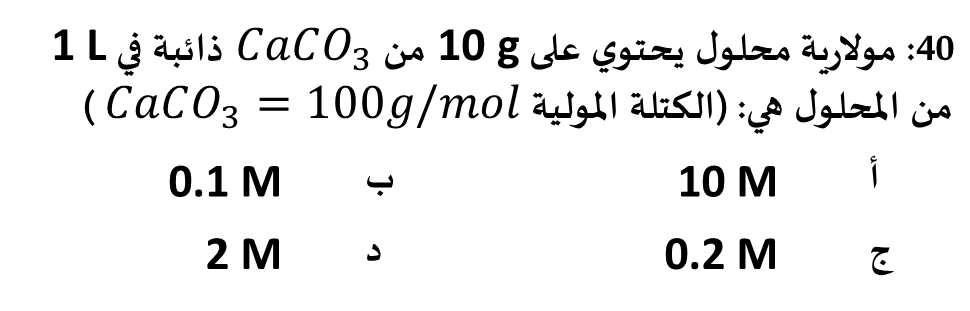 40: مولارية محلول يحتوي على 10 g من CaCO₃ ذائبة في 1 L
من المحلول هي: (الكتلة المولية CaCO₃ = 100g/mol)
أ 10 M ب 0.1 M
ج 0.2 M د 2 M